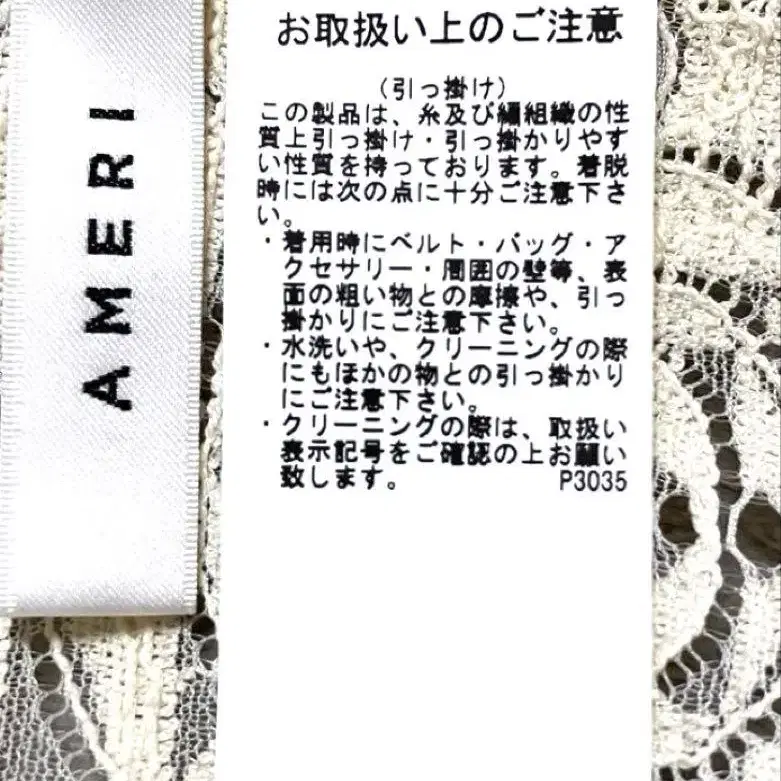 AMERI
お取扱い上のご注意
(引っ掛け)
この製品は、糸及び編組織の性
質上引っ掛け・引っ掛かりやす
い性質を持っております。着脱
時には次の点に十分ご注意下さ
い。
・着用時にベルト・バッグ・ア
クセサリー・周囲の壁等、表
面の粗い物との摩擦や、引っ
掛かりにご注意下さい。
・水洗いや、クリーニングの際
にもほかの物との引っ掛かり
にご注意下さい。
・クリーニングの際は、取扱い
表示記号をご確認の上お願い
致します。 P3035